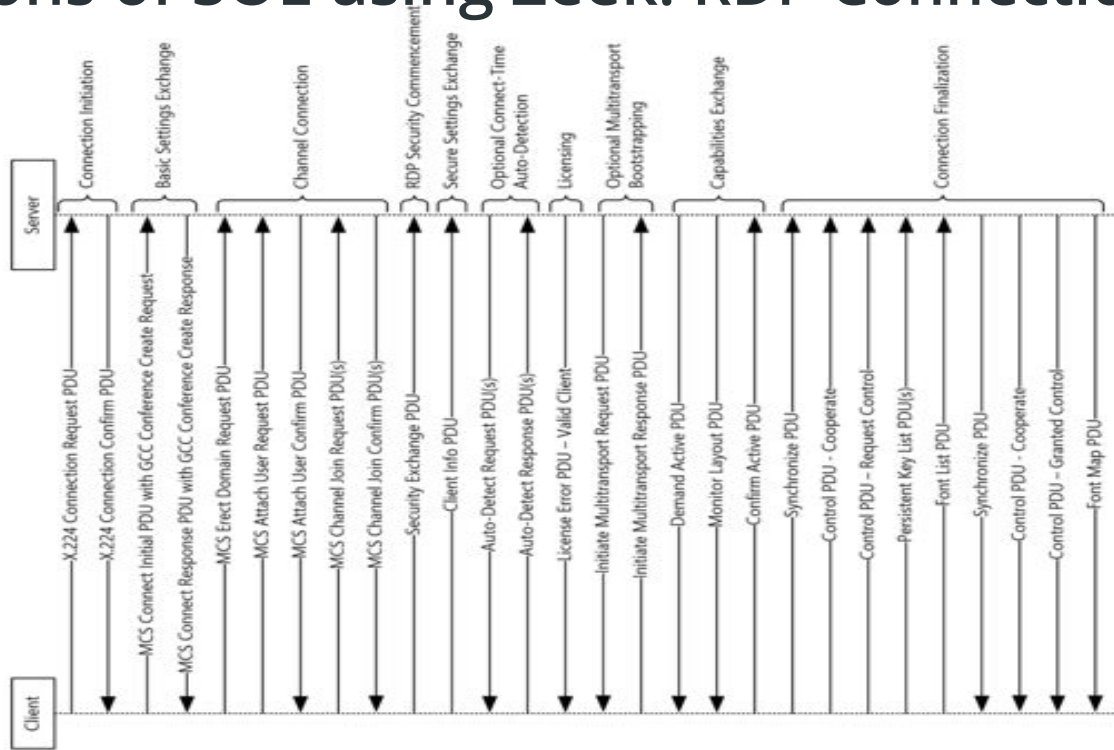 ons of SOL using Zeek: RDP Connectio
Client
Server
X.224 Connection Request PDU
X.224 Connection Confirm PDU
Connection Initiation
MCS Connect Initial PDU with GCC Conference Create Request
MCS Connect Response PDU with GCC Conference Create Response
Basic Settings Exchange
MCS Erect Domain Request PDU
MCS Attach User Request PDU
MCS Attach User Confirm PDU
MCS Channel Join Request PDU(s)
MCS Channel Join Confirm PDU(s)
Channel Connection
Security Exchange PDU
RDP Security Commencement
Client Info PDU
Secure Settings Exchange
Auto-Detect Request PDU(s)
Auto-Detect Response PDU(s)
Optional Connect-Time
Auto-Detection
License Error PDU – Valid Client
Licensing
Initiate Multitransport Request PDU
Initiate Multitransport Response PDU
Optional Multitransport
Bootstrapping
Demand Active PDU
Monitor Layout PDU
Confirm Active PDU
Capabilities Exchange
Synchronize PDU
Control PDU - Cooperate
Control PDU – Request Control
Persistent Key List PDU(s)
Font List PDU
Synchronize PDU
Control PDU - Cooperate
Control PDU – Granted Control
Font Map PDU
Connection Finalization